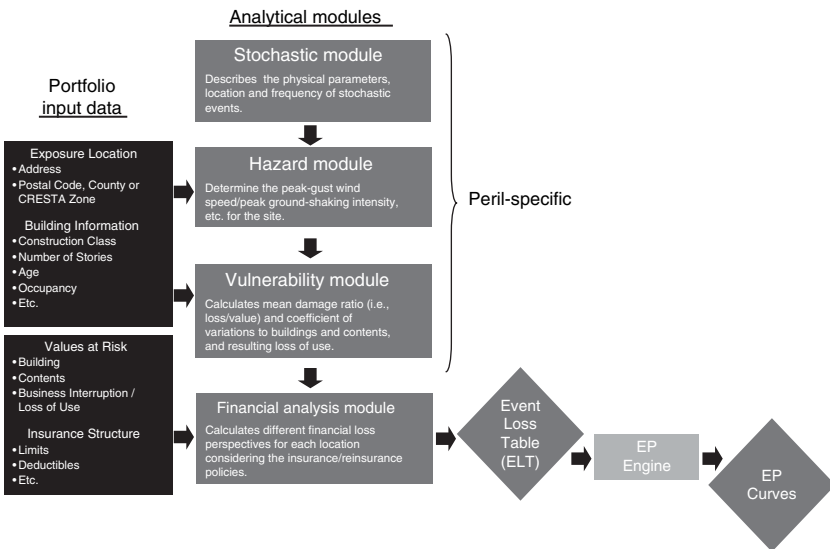 Analytical modules
Stochastic module
Describes the physical parameters,
location and frequency of stochastic
events.
Portfolio
input data
Exposure Location
•Address
•Postal Code, County or
CRESTA Zone
Building Information
•Construction Class
•Number of Stories
•Age
•Occupancy
•Etc.
Hazard module
Determine the peak-gust wind
speed/peak ground-shaking intensity,
etc. for the site.
Peril-specific
Vulnerability module
Calculates mean damage ratio (i.e.,
loss/value) and coefficient of
variations to buildings and contents,
and resulting loss of use.
Values at Risk
•Building
•Contents
•Business Interruption /
Loss of Use
Insurance Structure
•Limits
•Deductibles
•Etc.
Financial analysis module
Calculates different financial loss
perspectives for each location
considering the insurance/reinsurance
policies.
Event
Loss
Table
(ELT)
EP
Engine
EP
Curves